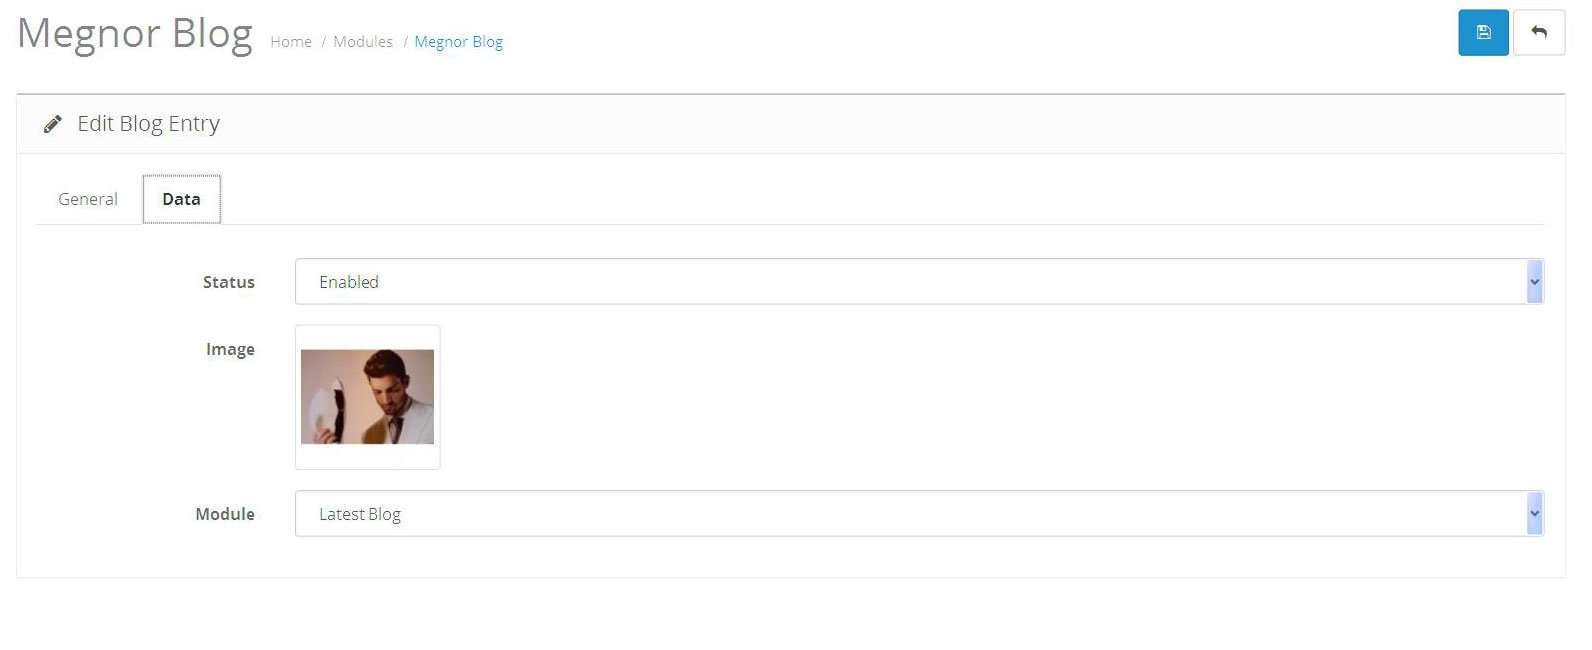 Megnor Blog
Home / Modules / Megnor Blog
Edit Blog Entry
General
Data
Status
Enabled
Image
Module
Latest Blog